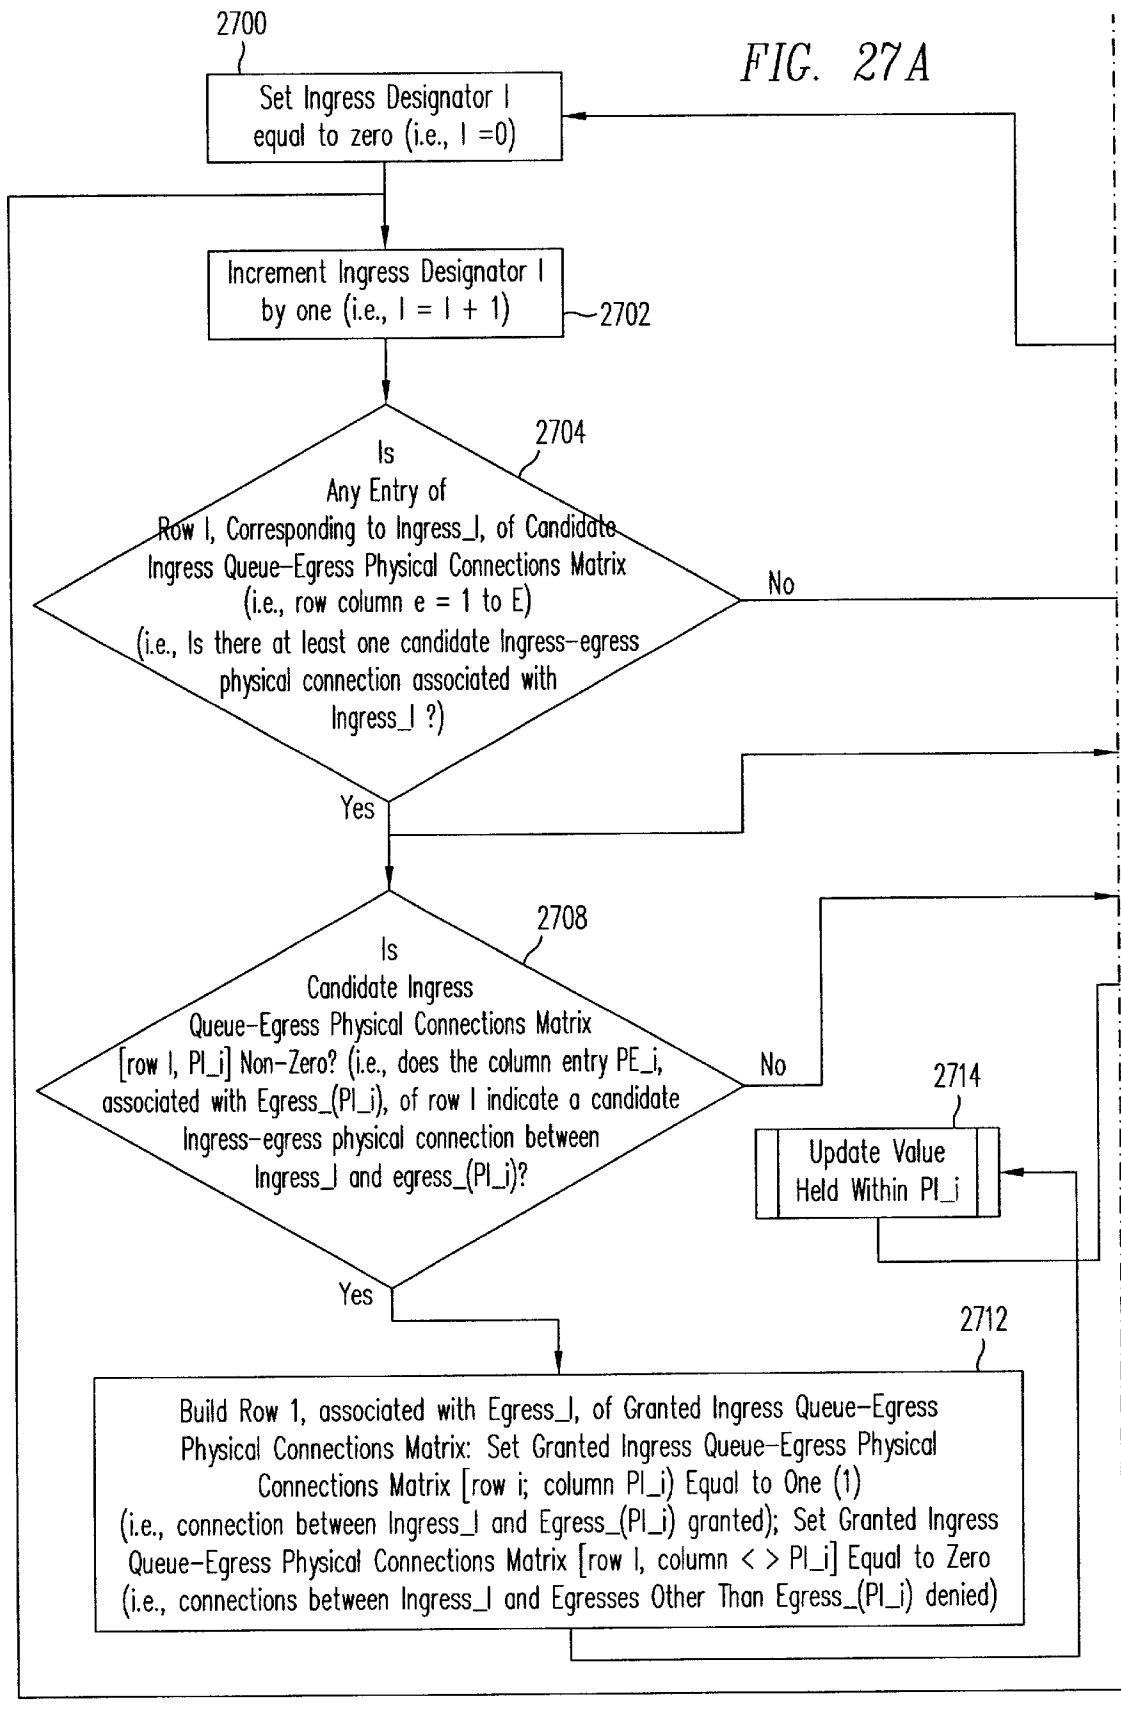 2700
FIG. 27A
Set Ingress Designator I
equal to zero (i.e., I =0)
Increment Ingress Designator I
by one (i.e., I = I + 1)
2702
2704
Is
Any Entry of
Row I, Corresponding to Ingress_I, of Candidate
Ingress Queue-Egress Physical Connections Matrix
(i.e., row column e = 1 to E)
(i.e., Is there at least one candidate Ingress-egress
physical connection associated with
Ingress_I ?)
No
Yes
2708
Is
Candidate Ingress
Queue-Egress Physical Connections Matrix
[row I, PI_i] Non-Zero? (i.e., does the column entry PE_i,
associated with Egress_(PI_i), of row I indicate a candidate
Ingress-egress physical connection between
Ingress_I and egress_(PI_i)?
No
Yes
2714
Update Value
Held Within PI_i
2712
Build Row 1, associated with Egress_I, of Granted Ingress Queue-Egress
Physical Connections Matrix: Set Granted Ingress Queue-Egress Physical
Connections Matrix [row i; column PI_i) Equal to One (1)
(i.e., connection between Ingress_I and Egress_(PI_i) granted); Set Granted Ingress
Queue-Egress Physical Connections Matrix [row I, column < > PI_i] Equal to Zero
(i.e., connections between Ingress_I and Egresses Other Than Egress_(PI_i) denied)